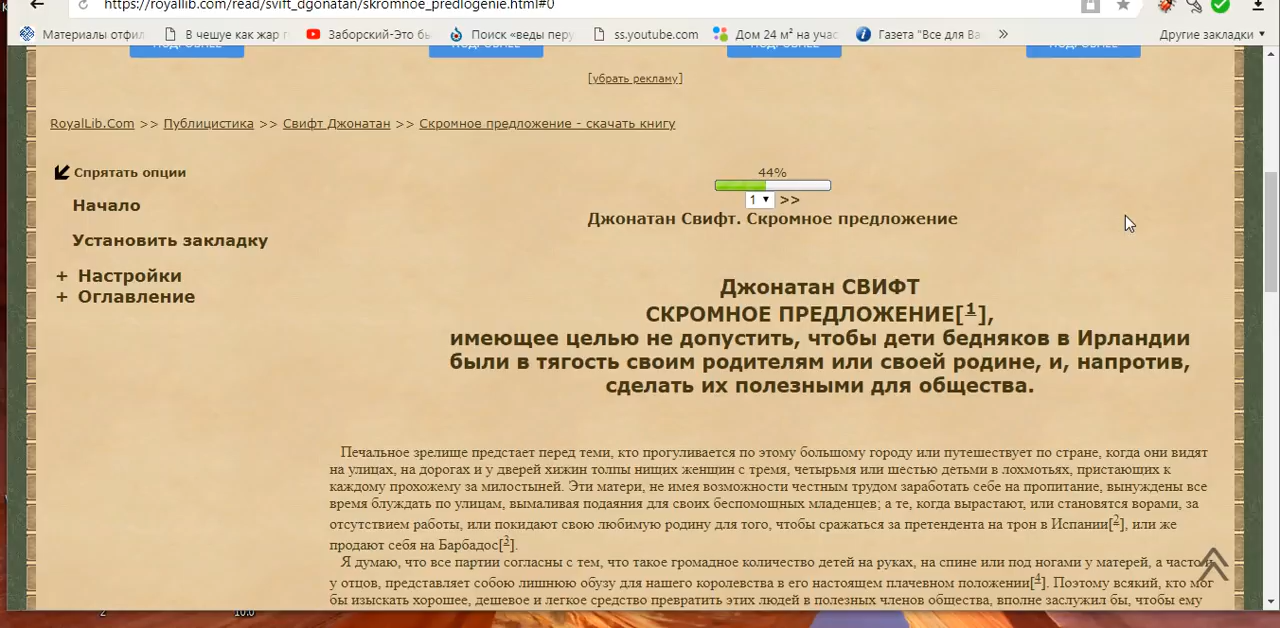 https://royallib.com/read/svift_dgonatan/skromnoe_predlogenie.html#0
Материалы отфил
В чешуе как жар г
Заборский-Это бы
Поиск «веды перу
ss.youtube.com
Дом 24 м² на учас
Газета "Все для Ва
Другие закладки
ПОДРОБНЕЕ ПОДРОБНЕЕ ПОДРОБНЕЕ ПОДРОБНЕЕ
[убрать рекламу]
RoyalLib.Com >> Публицистика >> Свифт Джонатан >> Скромное предложение - скачать книгу
Спрятать опции
Начало
Установить закладку
+ Настройки
+ Оглавление
44%
1 >>
Джонатан Свифт. Скромное предложение
Джонатан СВИФТ
СКРОМНОЕ ПРЕДЛОЖЕНИЕ[1],
имеющее целью не допустить, чтобы дети бедняков в Ирландии
были в тягость своим родителям или своей родине, и, напротив,
сделать их полезными для общества.
Печальное зрелище предстает перед теми, кто прогуливается по этому большому городу или путешествует по стране, когда они видят
на улицах, на дорогах и у дверей хижин толпы нищих женщин с тремя, четырьмя или шестью детьми в лохмотьях, пристающих к
каждому прохожему за милостыней. Эти матери, не имея возможности честным трудом заработать себе на пропитание, вынуждены все
время блуждать по улицам, вымаливая подаяния для своих беспомощных младенцев; а те, когда вырастают, или становятся ворами, за
отсутствием работы, или покидают свою любимую родину для того, чтобы сражаться за претендента на трон в Испании[2], или же
продают себя на Барбадос[3].
Я думаю, что все партии согласны с тем, что такое громадное количество детей на руках, на спине или под ногами у матерей, а частою
у отцов, представляет собою лишнюю обузу для нашего королевства в его настоящем плачевном положении[4]. Поэтому всякий, кто мог
бы изыскать хорошее, дешевое и легкое средство превратить этих людей в полезных членов общества, вполне заслужил бы, чтобы ему
2
10.0